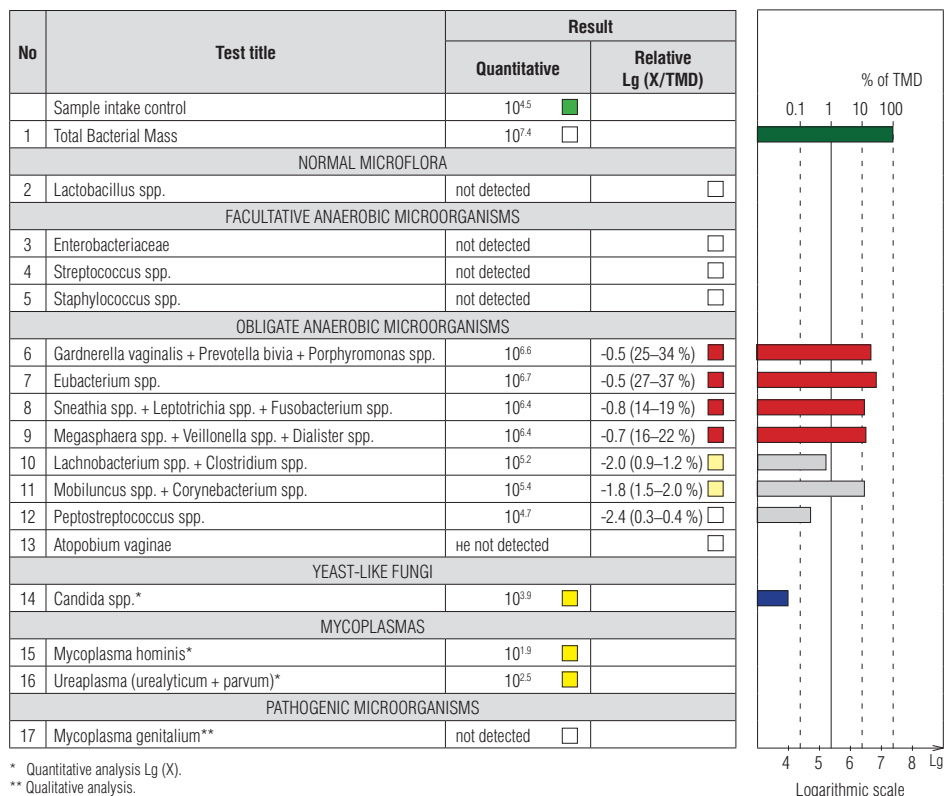 No Test title Result
Quantitative Relative Lg (X/TMD)
Sample intake control 10^4.5
1 Total Bacterial Mass 10^7.4
NORMAL MICROFLORA
2 Lactobacillus spp. not detected
FACULTATIVE ANAEROBIC MICROORGANISMS
3 Enterobacteriaceae not detected
4 Streptococcus spp. not detected
5 Staphylococcus spp. not detected
OBLIGATE ANAEROBIC MICROORGANISMS
6 Gardnerella vaginalis + Prevotella bivia + Porphyromonas spp. 10^6.6 -0.5 (25–34 %)
7 Eubacterium spp. 10^6.7 -0.5 (27–37 %)
8 Sneathia spp. + Leptotrichia spp. + Fusobacterium spp. 10^6.4 -0.8 (14–19 %)
9 Megasphaera spp. + Veillonella spp. + Dialister spp. 10^6.4 -0.7 (16–22 %)
10 Lachnobacterium spp. + Clostridium spp. 10^5.2 -2.0 (0.9–1.2 %)
11 Mobiluncus spp. + Corynebacterium spp. 10^5.4 -1.8 (1.5–2.0 %)
12 Peptostreptococcus spp. 10^4.7 -2.4 (0.3–0.4 %)
13 Atopobium vaginae не not detected
YEAST-LIKE FUNGI
14 Candida spp.* 10^3.9
MYCOPLASMAS
15 Mycoplasma hominis* 10^1.9
16 Ureaplasma (urealyticum + parvum)* 10^2.5
PATHOGENIC MICROORGANISMS
17 Mycoplasma genitalium** not detected
* Quantitative analysis Lg (X).
** Qualitative analysis.
% of TMD
0.1 1 10 100
4 5 6 7 8 Lg
Logarithmic scale